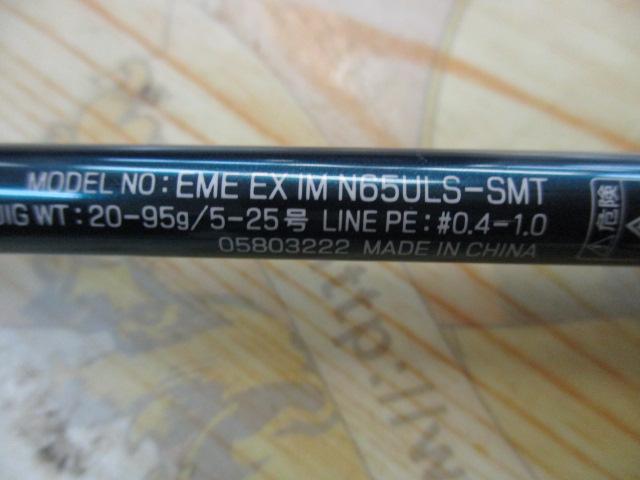 MODEL NO: EME EX IM N65ULS-SMT
JIG WT: 20-95g/5-25号 LINE PE: #0.4-1.0
05803222 MADE IN CHINA
危険
http://w